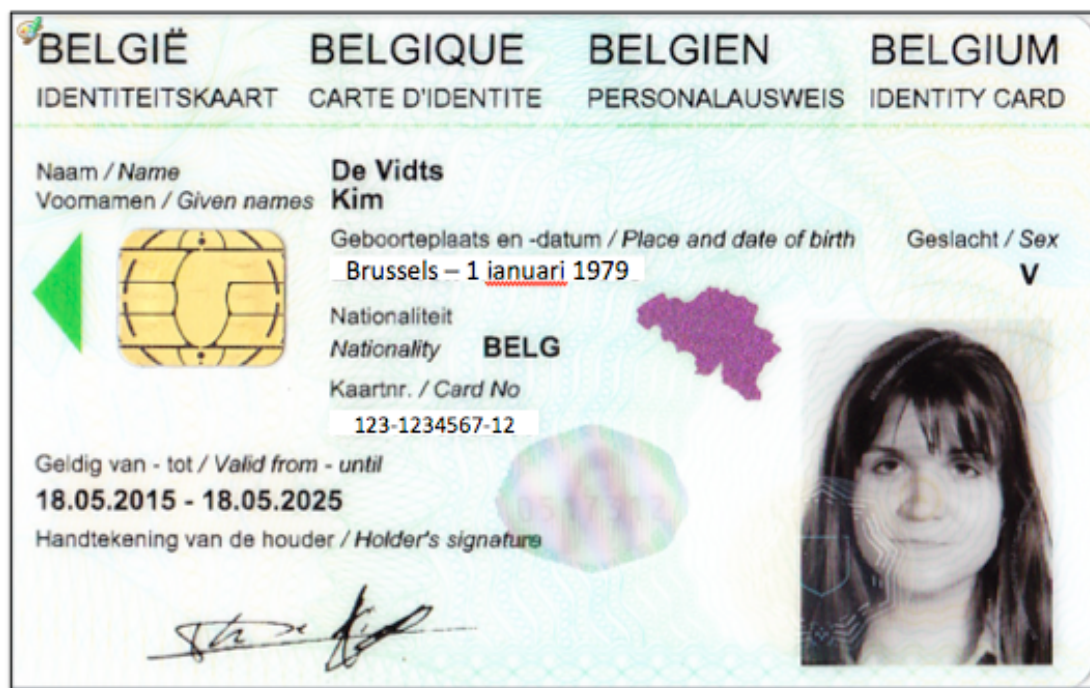 BELGIË BELGIQUE BELGIEN BELGIUM
IDENTITEITSKAART CARTE D'IDENTITE PERSONALAUSWEIS IDENTITY CARD
Naam / Name De Vidts
Voornamen / Given names Kim
Geboorteplaats en -datum / Place and date of birth Geslacht / Sex
Brussels – 1 ianuari 1979 V
Nationaliteit
Nationality BELG
Kaartnr. / Card No
123-1234567-12
Geldig van - tot / Valid from - until
18.05.2015 - 18.05.2025
Handtekening van de houder / Holder's signature